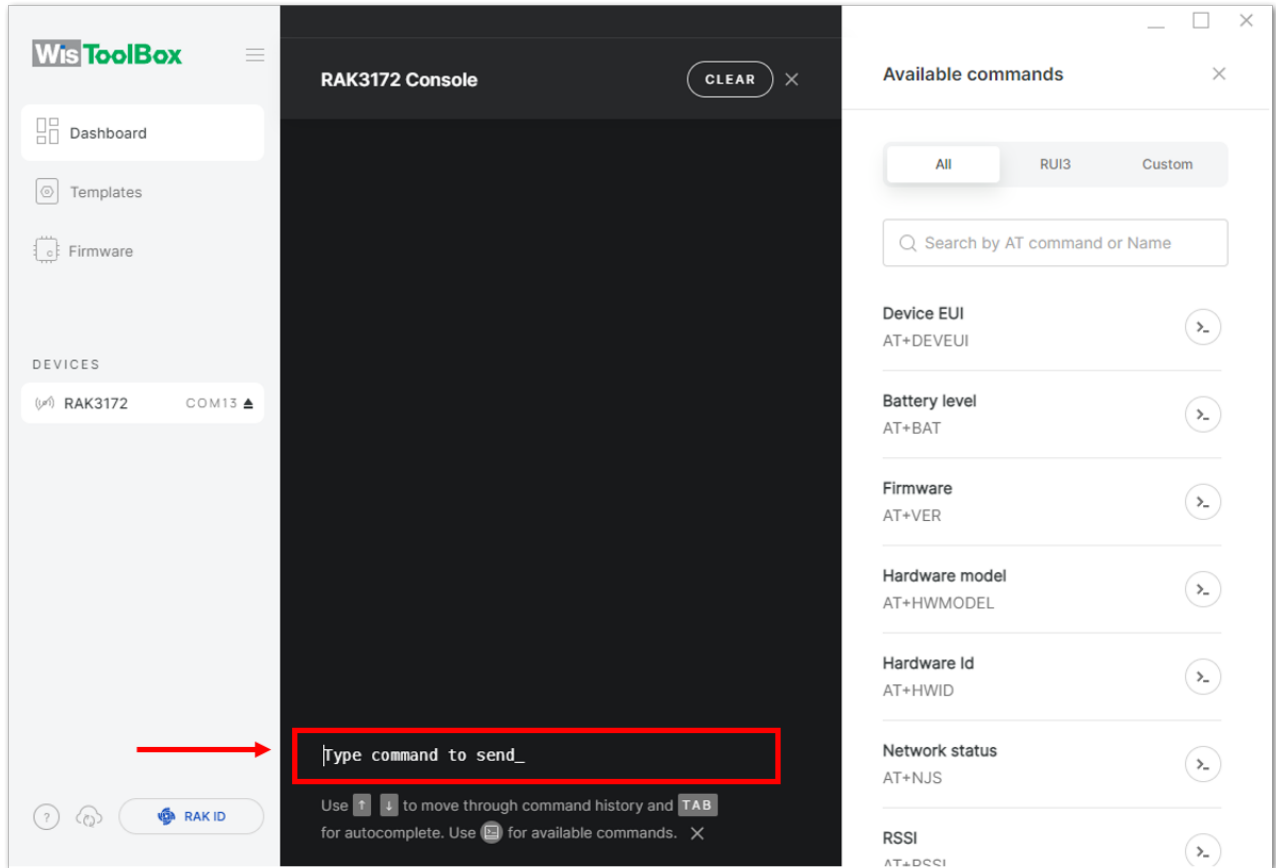 WisToolBox
Dashboard
Templates
Firmware
DEVICES
RAK3172 COM13
?
RAK ID
RAK3172 Console
CLEAR
Type command to send_
Use ↑ ↓ to move through command history and TAB
for autocomplete. Use for available commands.
Available commands
All RUI3 Custom
Search by AT command or Name
Device EUI
AT+DEVEUI
Battery level
AT+BAT
Firmware
AT+VER
Hardware model
AT+HWMODEL
Hardware Id
AT+HWID
Network status
AT+NJS
RSSI
AT+RSSI